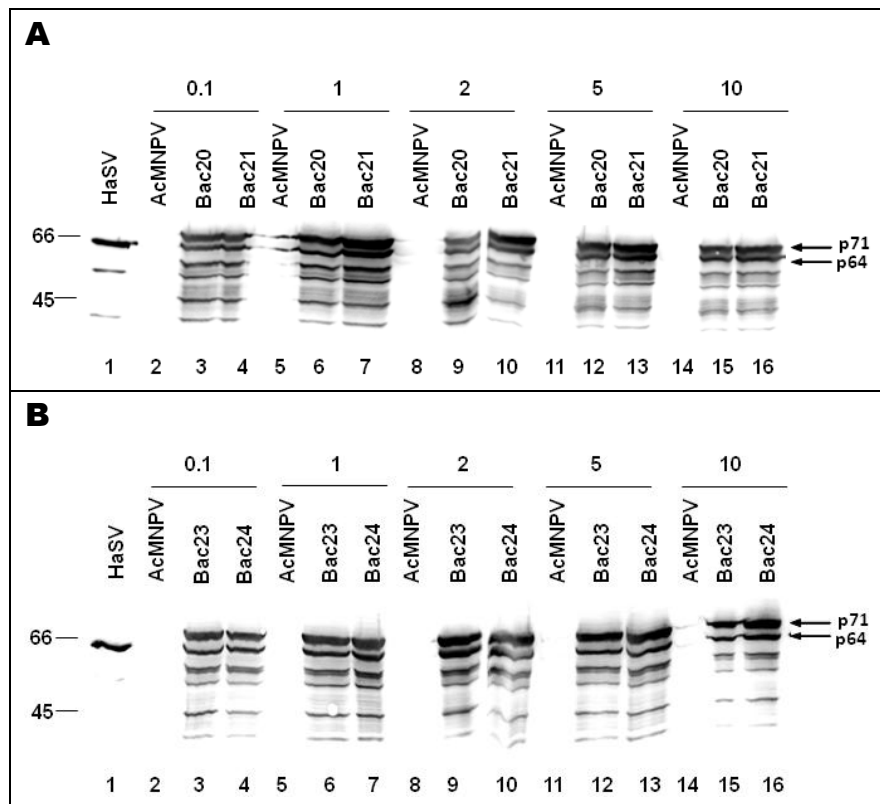 A
0.1 1 2 5 10
HaSV AcMNPV Bac20 Bac21 AcMNPV Bac20 Bac21 AcMNPV Bac20 Bac21 AcMNPV Bac20 Bac21 AcMNPV Bac20 Bac21
66
p71
p64
45
1 2 3 4 5 6 7 8 9 10 11 12 13 14 15 16
B
0.1 1 2 5 10
HaSV AcMNPV Bac23 Bac24 AcMNPV Bac23 Bac24 AcMNPV Bac23 Bac24 AcMNPV Bac23 Bac24 AcMNPV Bac23 Bac24
p71
66 p64
45
1 2 3 4 5 6 7 8 9 10 11 12 13 14 15 16